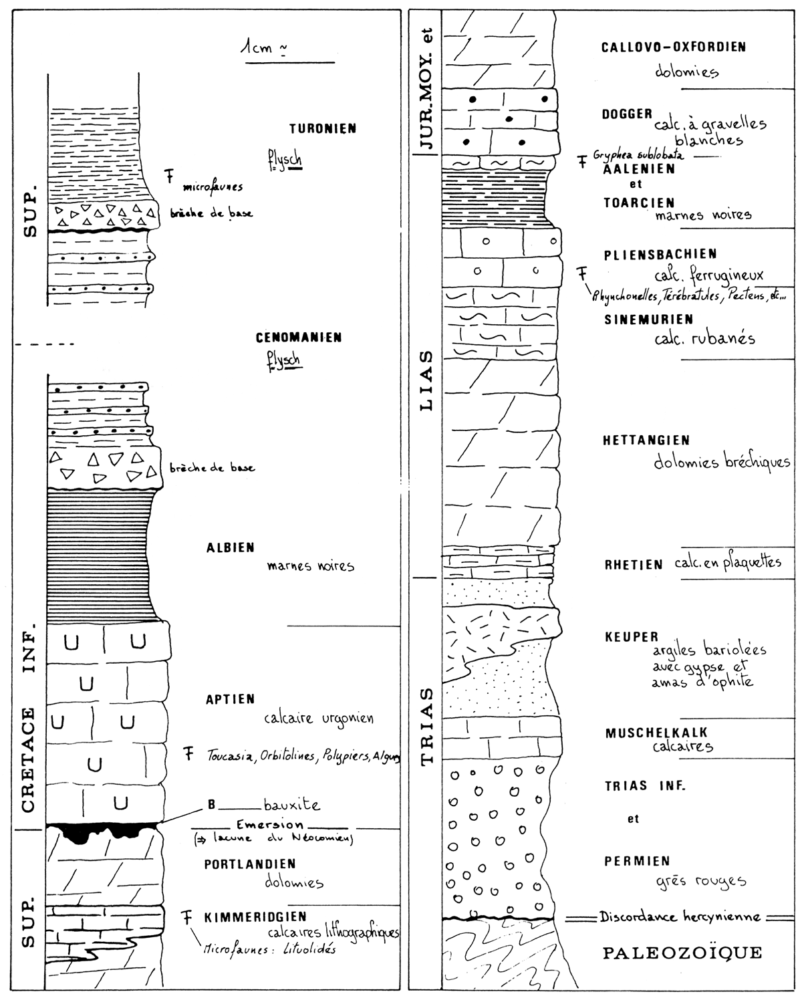 1cm ~
SUP.
TURONIEN
flysch
F microfaunes
brèche de base
CENOMANIEN
flysch
brèche de base
CRETACE INF.
ALBIEN
marnes noires
APTIEN
calcaire urgonien
F Toucasia, Orbitolines, Polypiers, Algues
B bauxite
Emersion
(⇒ lacune du Néocomien)
SUP.
PORTLANDIEN
dolomies
F KIMMERIDGIEN
calcaires lithographiques
Microfaunes : Lituolidés
JUR.MOY. et
CALLOVO-OXFORDIEN
dolomies
DOGGER
calc. à gravelles
blanches
F Gryphea sublobata
AALENIEN
et
TOARCIEN
marnes noires
LIAS
PLIENSBACHIEN
calc. ferrugineux
F Rhynchonelles, Térébratules, Pectens, etc...
SINEMURIEN
calc. rubanés
HETTANGIEN
dolomies bréchiques
RHETIEN calc. en plaquettes
TRIAS
KEUPER
argiles bariolées
avec gypse et
amas d'ophite
MUSCHELKALK
calcaires
TRIAS INF.
et
PERMIEN
grès rouges
Discordance hercynienne
PALEOZOÏQUE